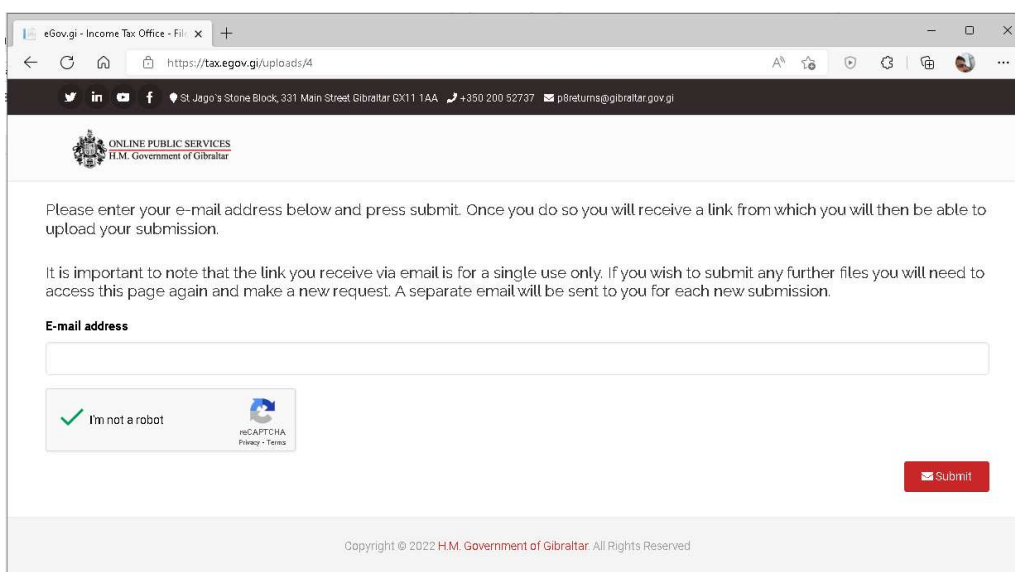 eGov.gi - Income Tax Office - Fil
https://tax.egov.gi/uploads/4
St Jago's Stone Block, 331 Main Street Gibraltar GX11 1AA +350 200 52737 p8returns@gibraltar.gov.gi
ONLINE PUBLIC SERVICES
H.M. Government of Gibraltar
Please enter your e-mail address below and press submit. Once you do so you will receive a link from which you will then be able to
upload your submission.
It is important to note that the link you receive via email is for a single use only. If you wish to submit any further files you will need to
access this page again and make a new request. A separate email will be sent to you for each new submission.
E-mail address
I'm not a robot
reCAPTCHA
Privacy - Terms
Submit
Copyright © 2022 H.M. Government of Gibraltar. All Rights Reserved